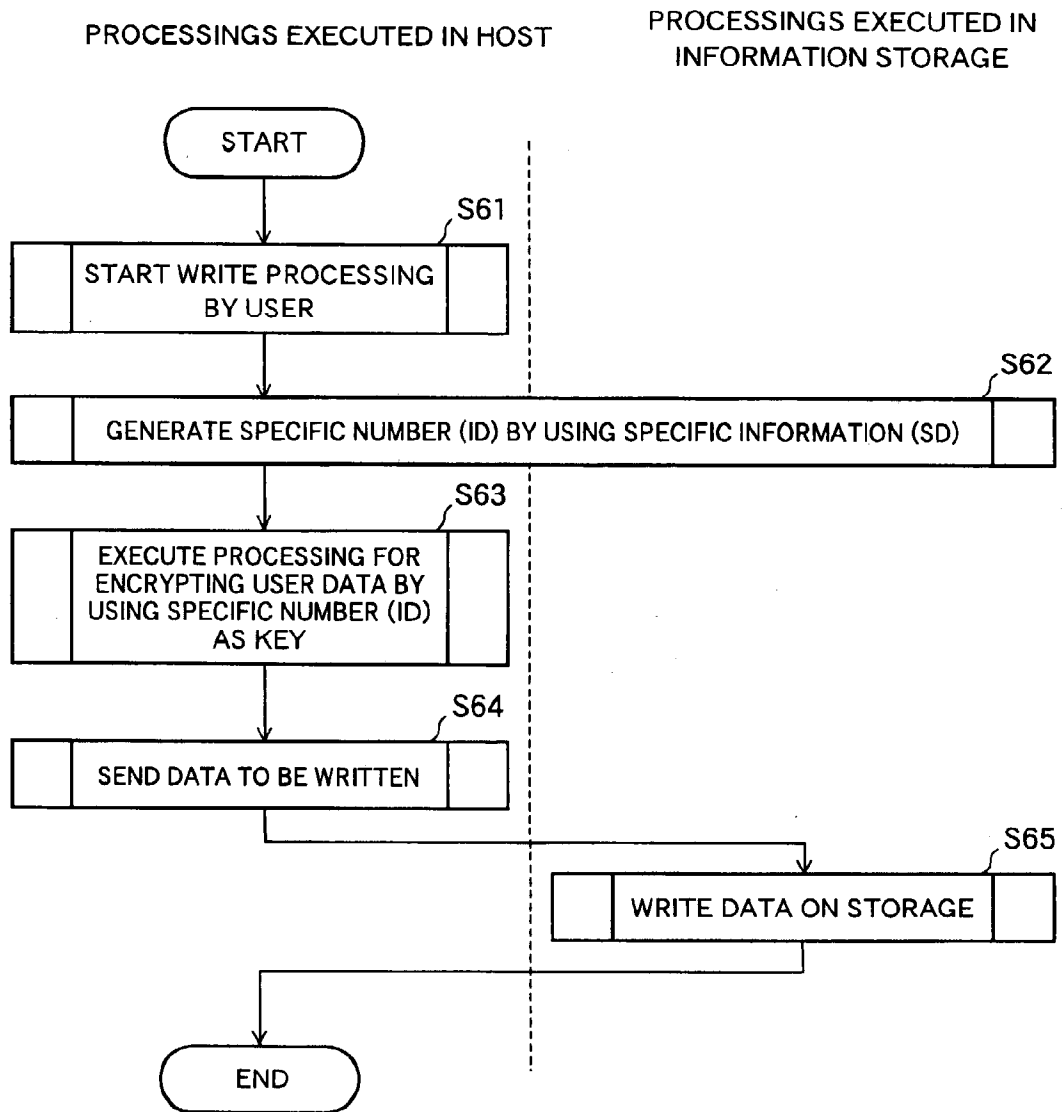 PROCESSINGS EXECUTED IN HOST
PROCESSINGS EXECUTED IN
INFORMATION STORAGE
START
S61
START WRITE PROCESSING
BY USER
S62
GENERATE SPECIFIC NUMBER (ID) BY USING SPECIFIC INFORMATION (SD)
S63
EXECUTE PROCESSING FOR
ENCRYPTING USER DATA BY
USING SPECIFIC NUMBER (ID)
AS KEY
S64
SEND DATA TO BE WRITTEN
S65
WRITE DATA ON STORAGE
END